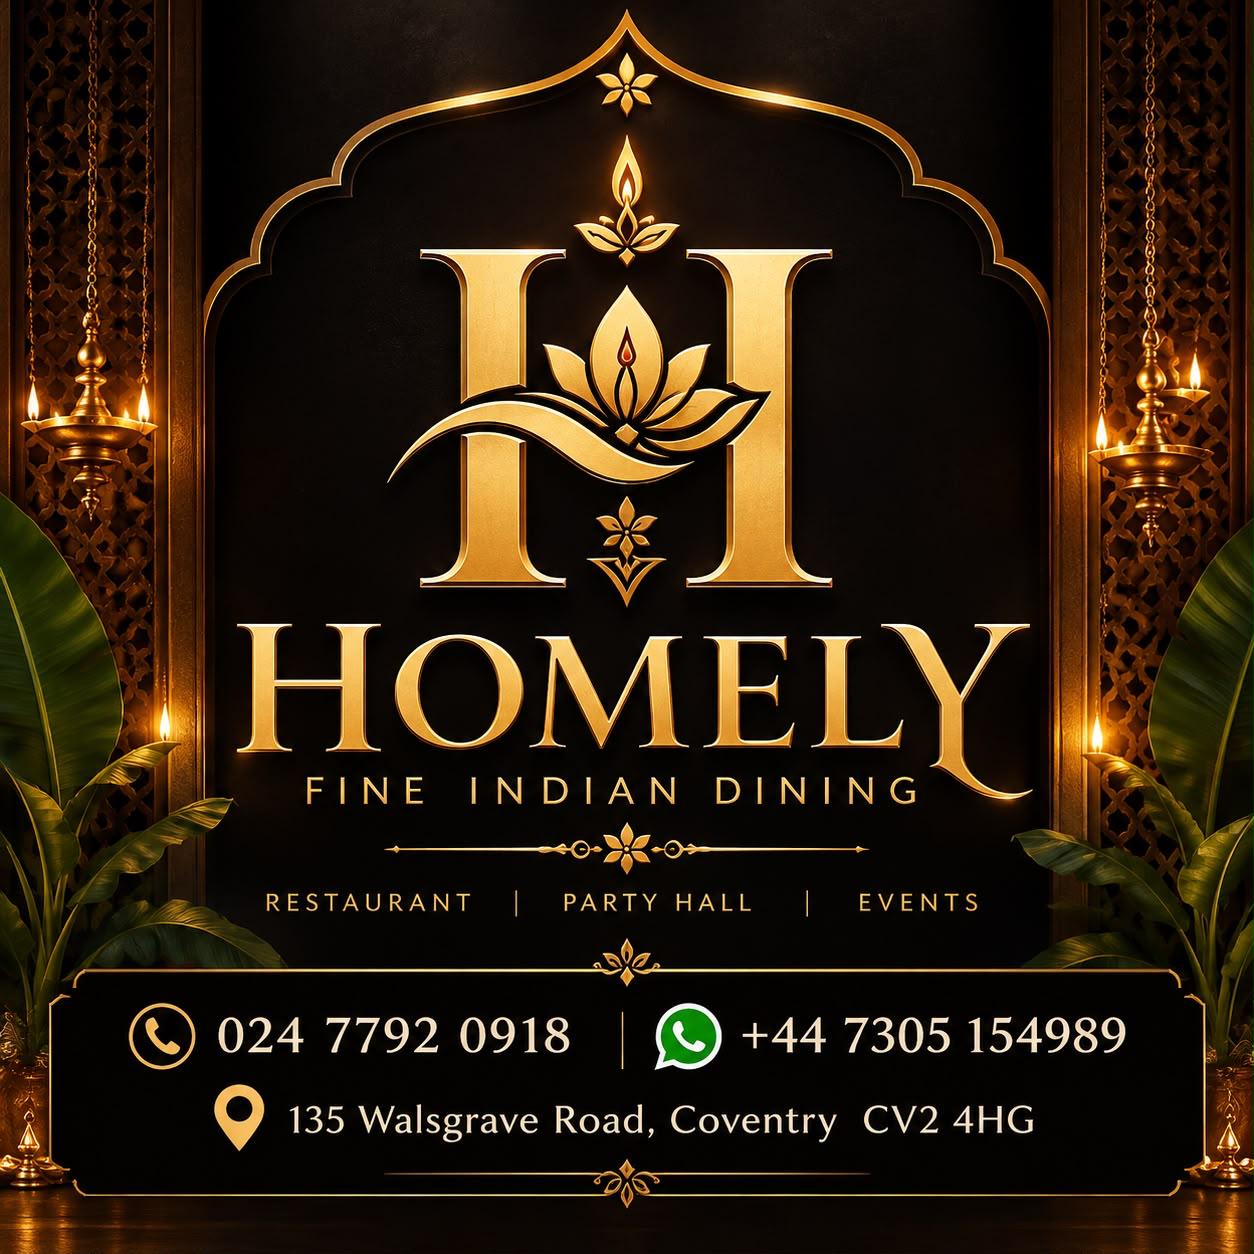 H
HOMELY
FINE INDIAN DINING
RESTAURANT | PARTY HALL | EVENTS
024 7792 0918 | +44 7305 154989
135 Walsgrave Road, Coventry CV2 4HG